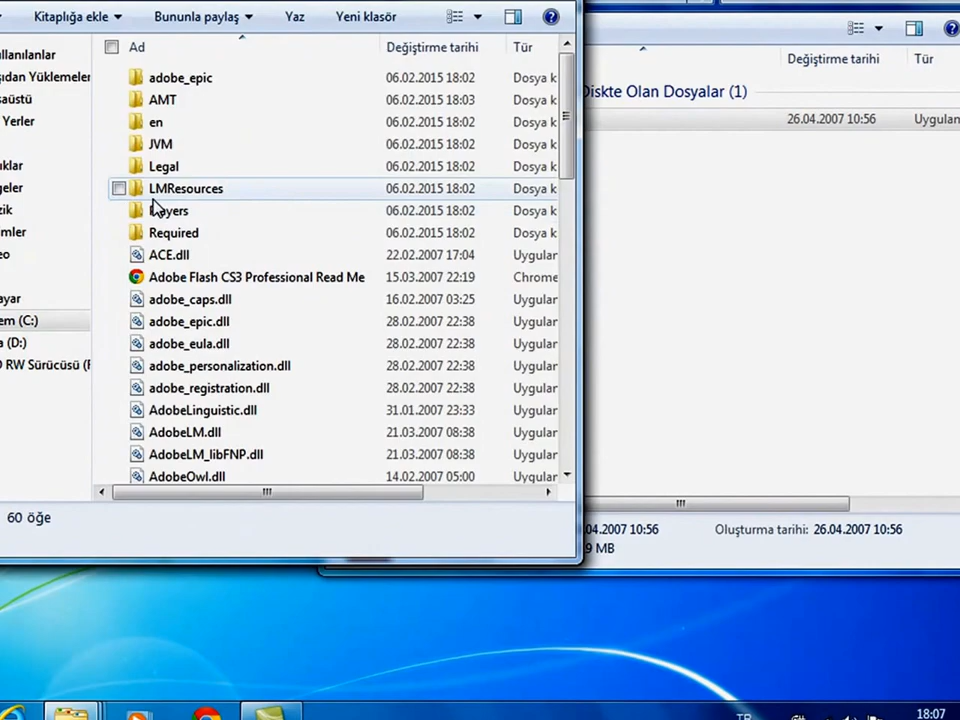 Kitaplığa ekle
Bununla paylaş
Yaz
Yeni klasör
Ad
Değiştirme tarihi
Tür
ullanılanlar
şıdan Yüklemeler
saüstü
Yerler
klar
geler
zik
mler
eo
ayar
em (C:)
a (D:)
D RW Sürücüsü (F
adobe_epic 06.02.2015 18:02 Dosya k
AMT 06.02.2015 18:03 Dosya k
en 06.02.2015 18:02 Dosya k
JVM 06.02.2015 18:02 Dosya k
Legal 06.02.2015 18:02 Dosya k
LMResources 06.02.2015 18:02 Dosya k
Players 06.02.2015 18:02 Dosya k
Required 06.02.2015 18:02 Dosya k
ACE.dll 22.02.2007 17:04 Uygular
Adobe Flash CS3 Professional Read Me 15.03.2007 22:19 Chrome
adobe_caps.dll 16.02.2007 03:25 Uygular
adobe_epic.dll 28.02.2007 22:38 Uygular
adobe_eula.dll 28.02.2007 22:38 Uygular
adobe_personalization.dll 28.02.2007 22:38 Uygular
adobe_registration.dll 28.02.2007 22:38 Uygular
AdobeLinguistic.dll 31.01.2007 23:33 Uygular
AdobeLM.dll 21.03.2007 08:38 Uygular
AdobeLM_libFNP.dll 21.03.2007 08:38 Uygular
AdobeOwl.dll 14.02.2007 05:00 Uygular
60 öğe
Değiştirme tarihi
Tür
Diskte Olan Dosyalar (1)
26.04.2007 10:56 Uygulan
.04.2007 10:56
Oluşturma tarihi: 26.04.2007 10:56
9 MB
TR
18:07